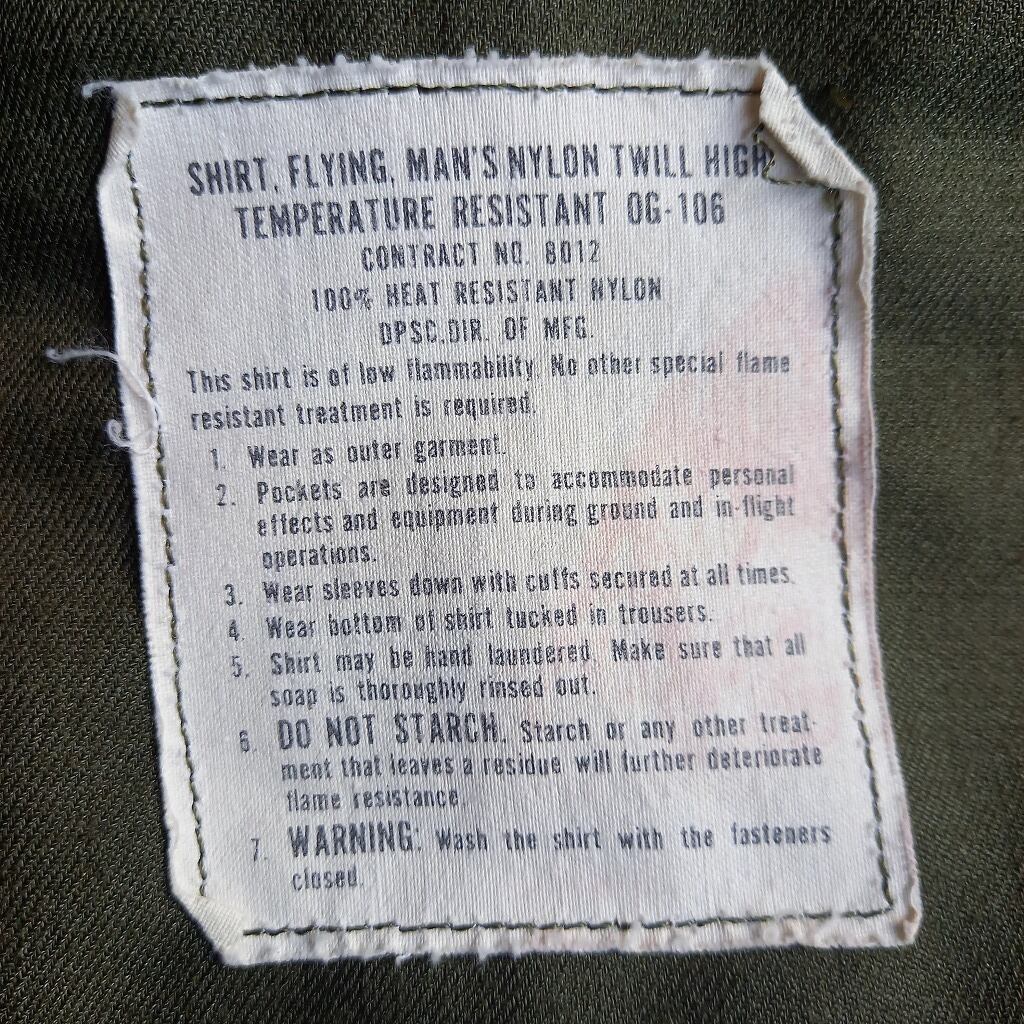 SHIRT, FLYING, MAN'S NYLON TWILL HIGH
TEMPERATURE RESISTANT OG-106
CONTRACT NO. 8012
100% HEAT RESISTANT NYLON
DPSC.DIR. OF MFG.
This shirt is of low flammability. No other special flame
resistant treatment is required.
1. Wear as outer garment.
2. Pockets are designed to accommodate personal
effects and equipment during ground and in-flight
operations.
3. Wear sleeves down with cuffs secured at all times.
4. Wear bottom of shirt tucked in trousers.
5. Shirt may be hand laundered. Make sure that all
soap is thoroughly rinsed out.
6. DO NOT STARCH. Starch or any other treat-
ment that leaves a residue will further deteriorate
flame resistance.
7. WARNING: Wash the shirt with the fasteners
closed.